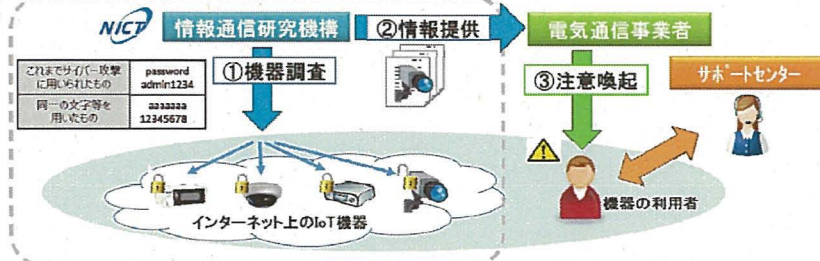 NICT 情報通信研究機構
②情報提供
電気通信事業者
これまでサイバー攻撃
に用いられたもの
password
admin1234
同一の文字等を
用いたもの
aaaaaaa
12345678
①機器調査
③注意喚起
サポートセンター
インターネット上のIoT機器
機器の利用者